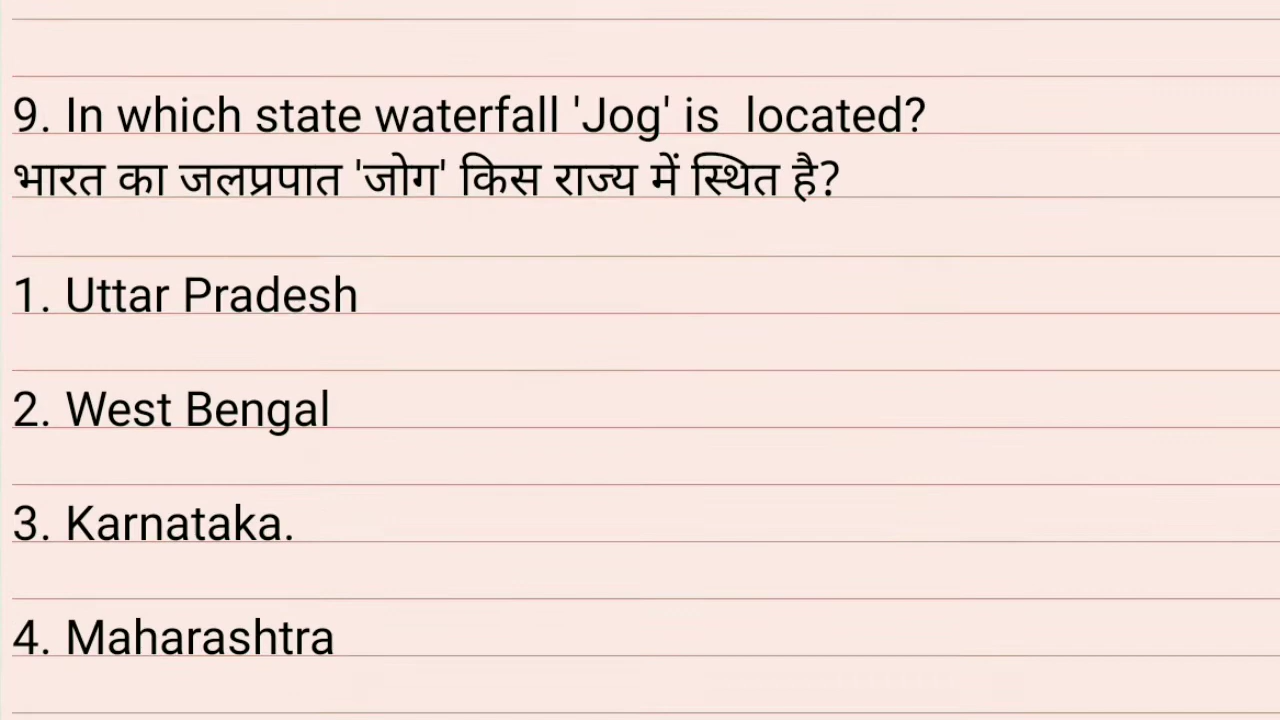 9. In which state waterfall 'Jog' is  located?
भारत का जलप्रपात 'जोग' किस राज्य में स्थित है?
1. Uttar Pradesh
2. West Bengal
3. Karnataka.
4. Maharashtra